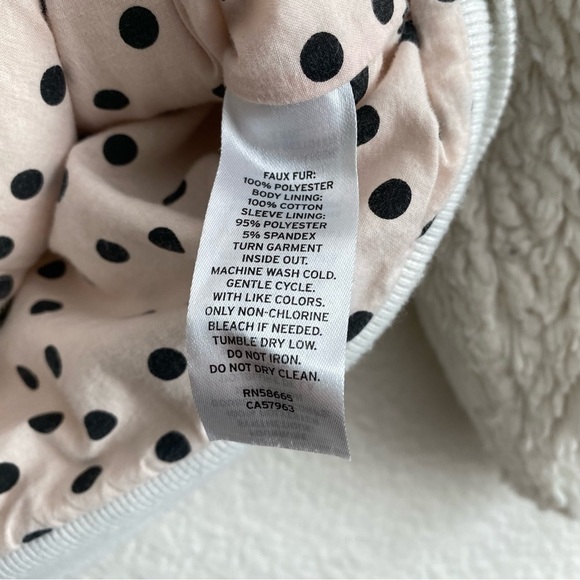 FAUX FUR:
100% POLYESTER
BODY LINING:
100% COTTON
SLEEVE LINING:
95% POLYESTER
5% SPANDEX
TURN GARMENT
INSIDE OUT.
MACHINE WASH COLD.
GENTLE CYCLE.
WITH LIKE COLORS.
ONLY NON-CHLORINE
BLEACH IF NEEDED.
TUMBLE DRY LOW.
DO NOT IRON.
DO NOT DRY CLEAN.
RN58665
CA57963